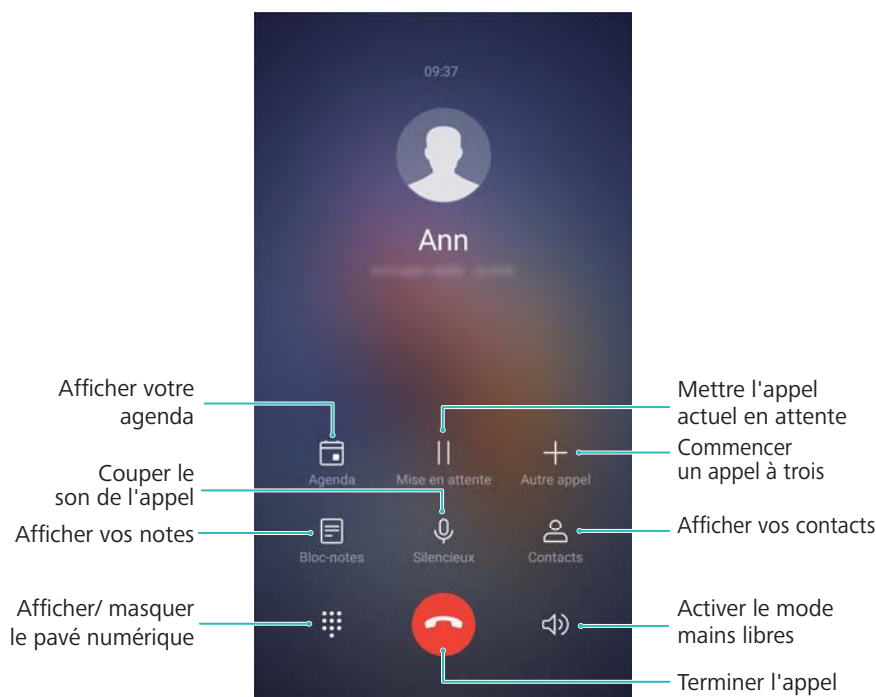 09:37
Ann
Afficher votre
agenda
Mettre l'appel
actuel en attente
Commencer
un appel à trois
Agenda
Mise en attente
Autre appel
Couper le
son de l'appel
Afficher vos notes
Afficher vos contacts
Bloc-notes
Silencieux
Contacts
Afficher/ masquer
le pavé numérique
Activer le mode
mains libres
Terminer l'appel